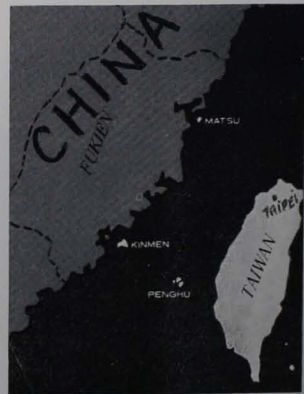 CHINA
FUKIEN
MATSU
TAIPEI
KINMEN
PENGHU
TAIWAN